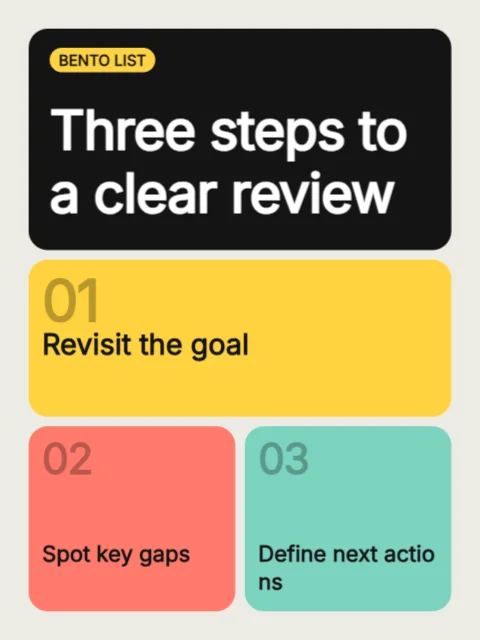 BENTO LIST
Three steps to
a clear review
01
Revisit the goal
02
Spot key gaps
03
Define next actio
ns